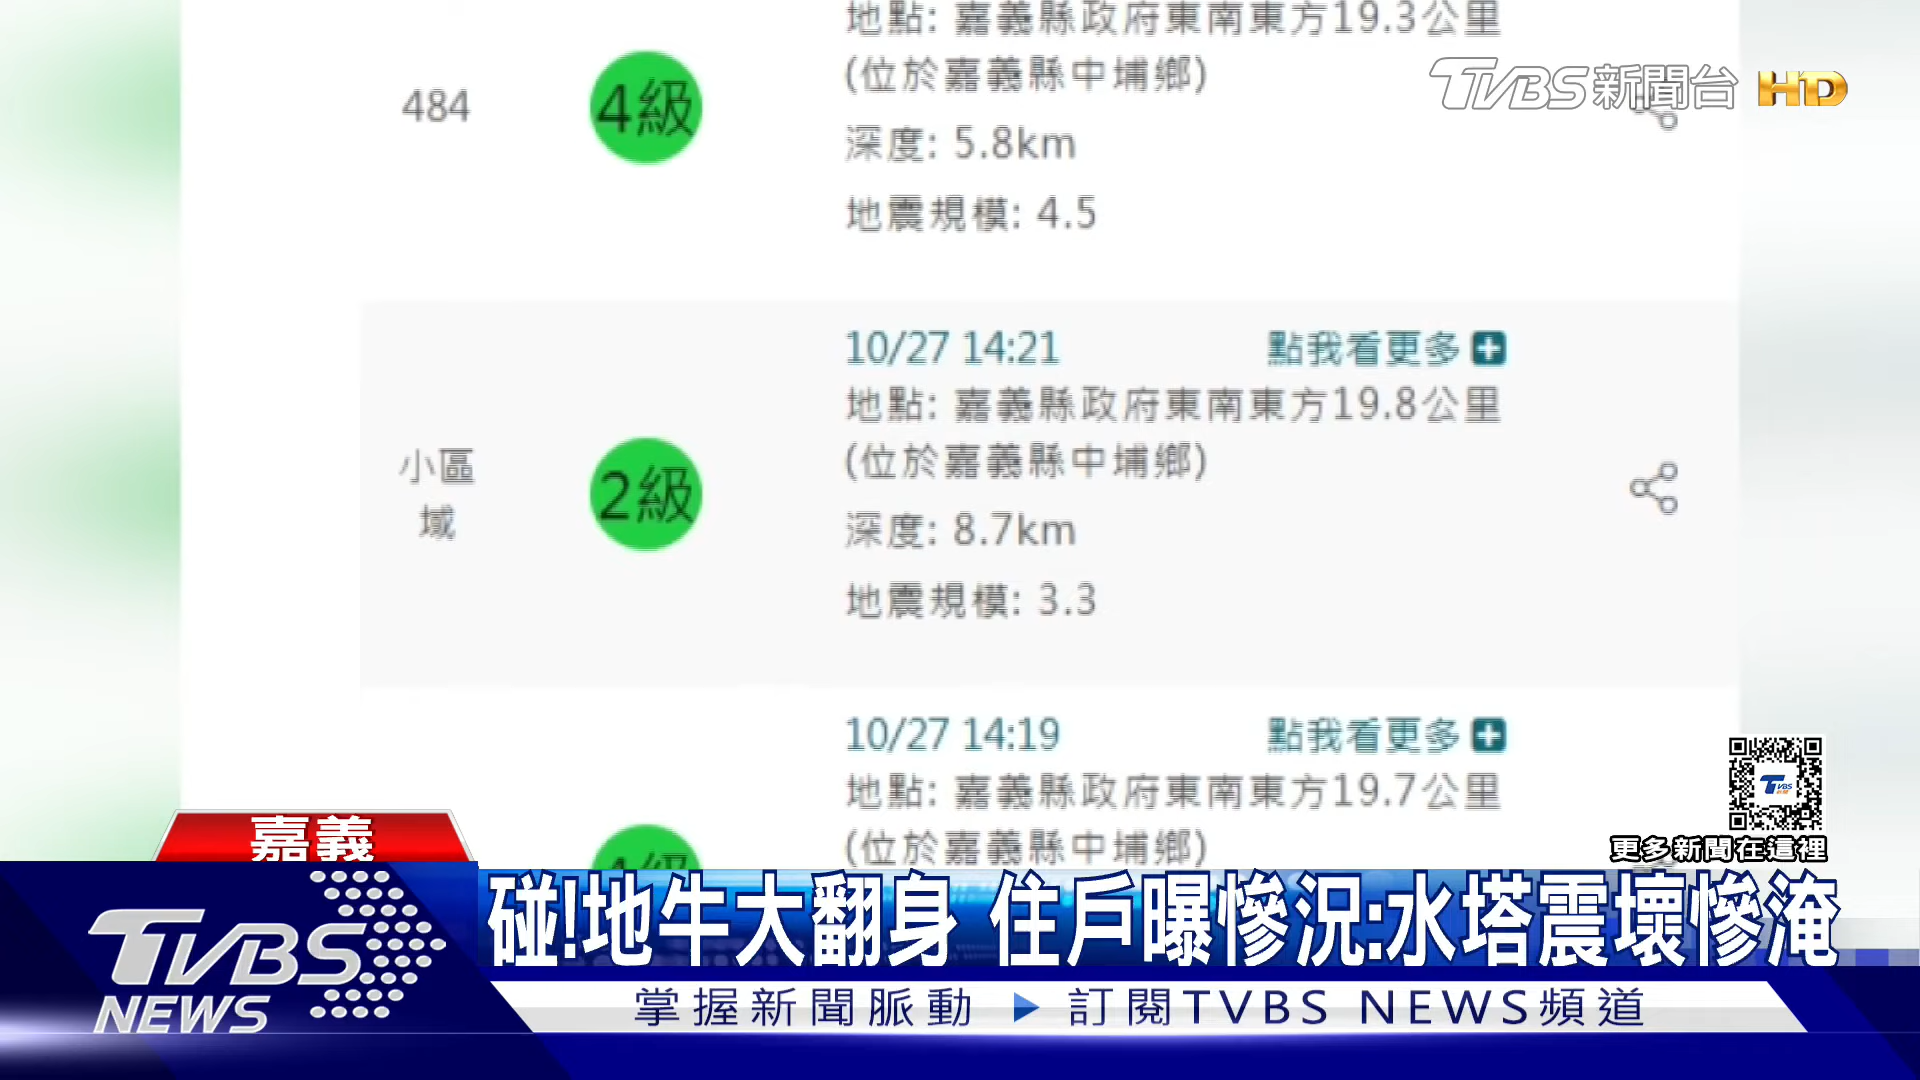 地點: 嘉義縣政府東南東方19.3公里
(位於嘉義縣中埔鄉)
484
4級
深度: 5.8km
地震規模: 4.5
TVBS新聞台 HD
10/27 14:21
點我看更多
地點: 嘉義縣政府東南東方19.8公里
(位於嘉義縣中埔鄉)
小區
域
2級
深度: 8.7km
地震規模: 3.3
10/27 14:19
點我看更多
地點: 嘉義縣政府東南東方19.7公里
(位於嘉義縣中埔鄉)
4級
TVBS
更多新聞在這裡
嘉義
碰!地牛大翻身 住戶曝慘況:水塔震壞慘淹
TVBS
NEWS
掌握新聞脈動
訂閱TVBS NEWS頻道